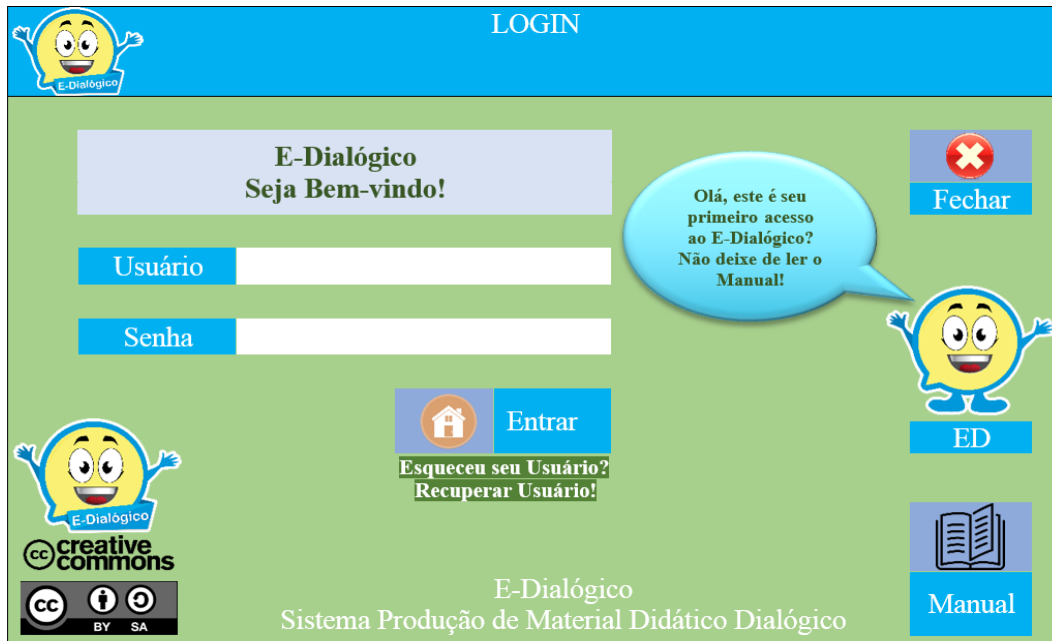 LOGIN
E-Dialógico
E-Dialógico
Seja Bem-vindo!
Olá, este é seu
primeiro acesso
ao E-Dialógico?
Não deixe de ler o
Manual!
Fechar
Usuário
Senha
Entrar
Esqueceu seu Usuário?
Recuperar Usuário!
ED
E-Dialógico
cc creative
commons
cc
BY SA
E-Dialógico
Sistema Produção de Material Didático Dialógico
Manual